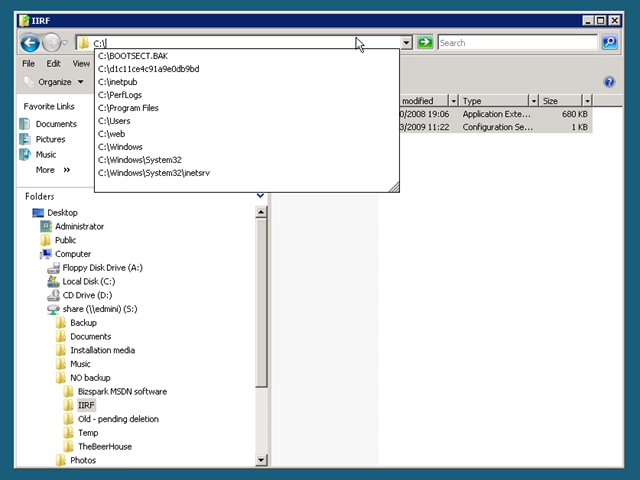 IIRF
C:\
Search
File Edit View
Organize
C:\BOOTSECT.BAK
C:\d1c11ce4c91a9e0db9bd
C:\inetpub
C:\PerfLogs
C:\Program Files
C:\Users
C:\web
C:\Windows
C:\Windows\System32
C:\Windows\System32\inetsrv
modified Type Size
0/2008 19:06 Application Exte... 680 KB
3/2009 11:22 Configuration Se... 1 KB
Favorite Links
Documents
Pictures
Music
More »
Folders
Desktop
Administrator
Public
Computer
Floppy Disk Drive (A:)
Local Disk (C:)
CD Drive (D:)
share (\\edmini) (S:)
Backup
Documents
Installation media
Music
NO backup
Bizspark MSDN software
IIRF
Old - pending deletion
Temp
TheBeerHouse
Photos